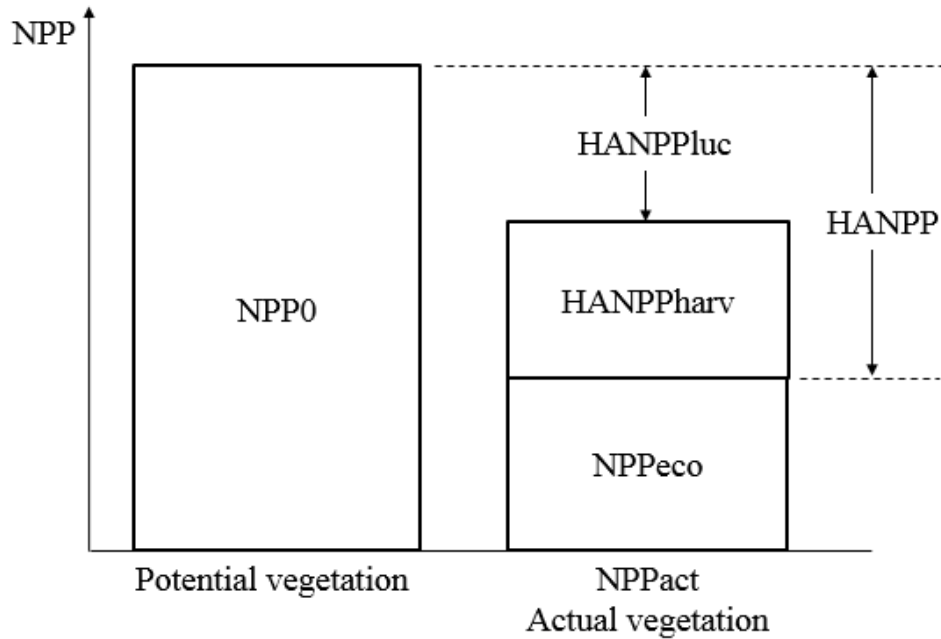 NPP
HANPPluc
HANPP
NPP0
HANPPharv
NPPeco
Potential vegetation
NPPact
Actual vegetation